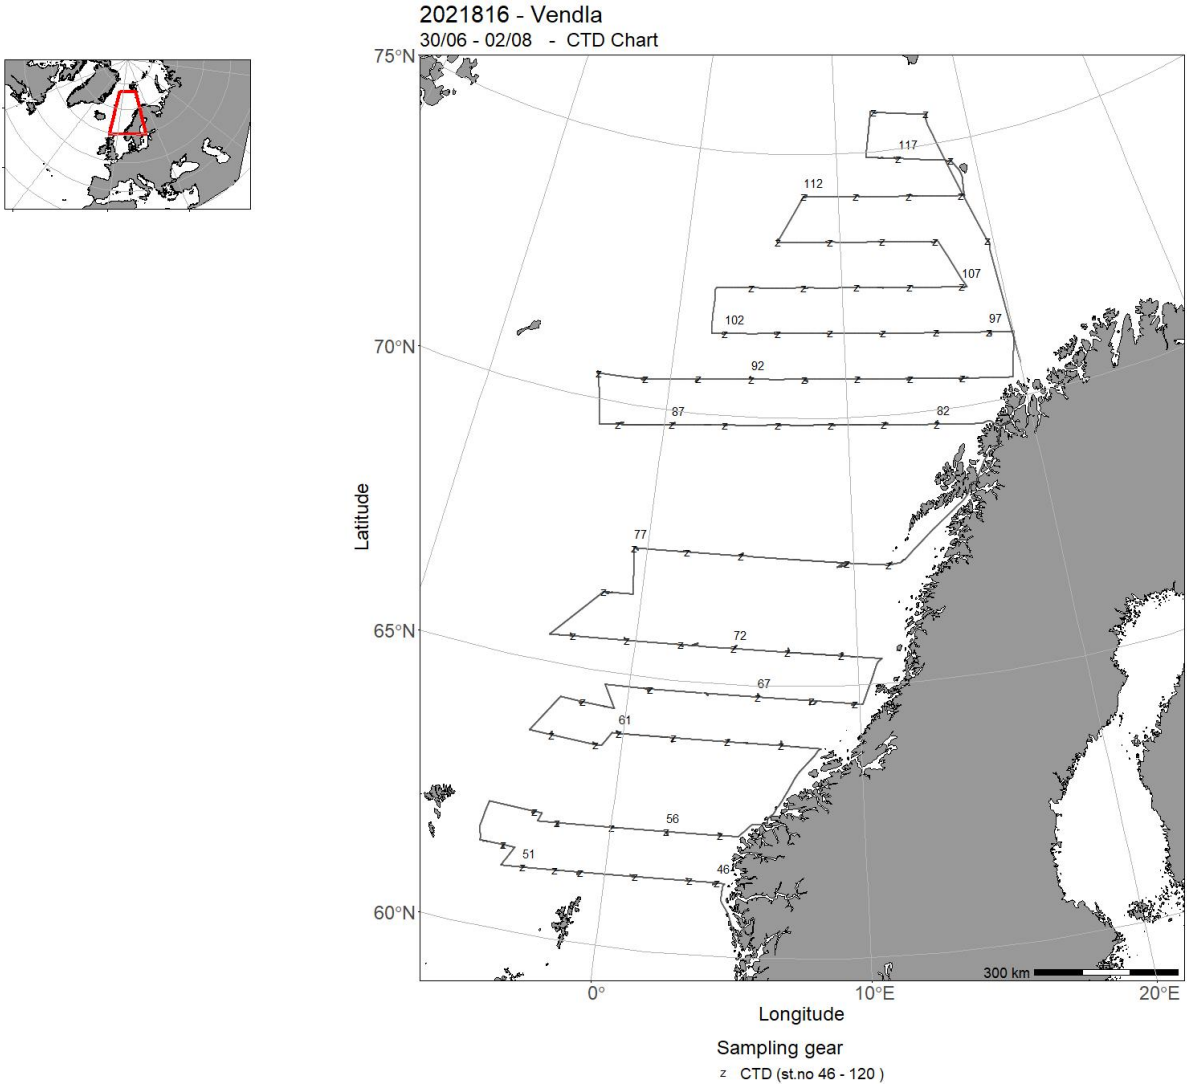 2021816 - Vendla
30/06 - 02/08 - CTD Chart
75°N
117
112
107
102
97
70°N
92
87
82
77
65°N
72
67
61
56
51
46
60°N
300 km
0°
10°E
20°E
Latitude
Longitude
Sampling gear
z CTD (st.no 46 - 120 )